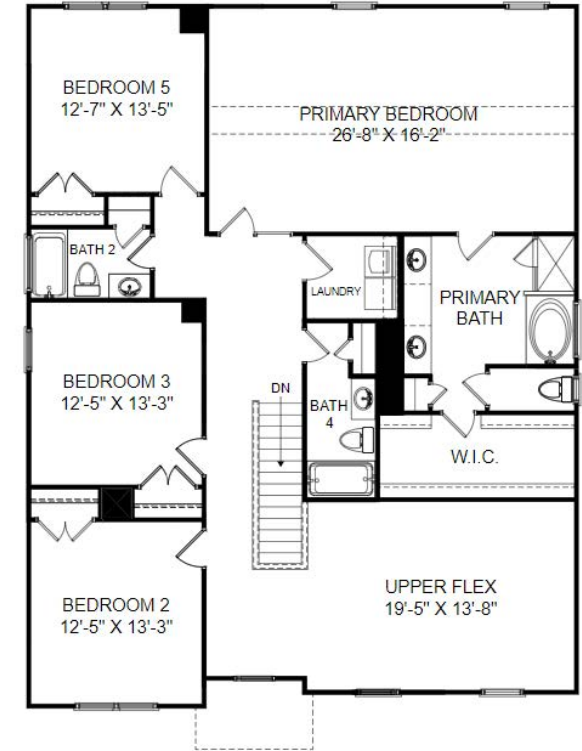 BEDROOM 5
12'-7" X 13'-5"
PRIMARY BEDROOM
26'-8" X 16'-2"
BATH 2
LAUNDRY
PRIMARY
BATH
BEDROOM 3
12'-5" X 13'-3"
DN
BATH
4
W.I.C.
BEDROOM 2
12'-5" X 13'-3"
UPPER FLEX
19'-5" X 13'-8"